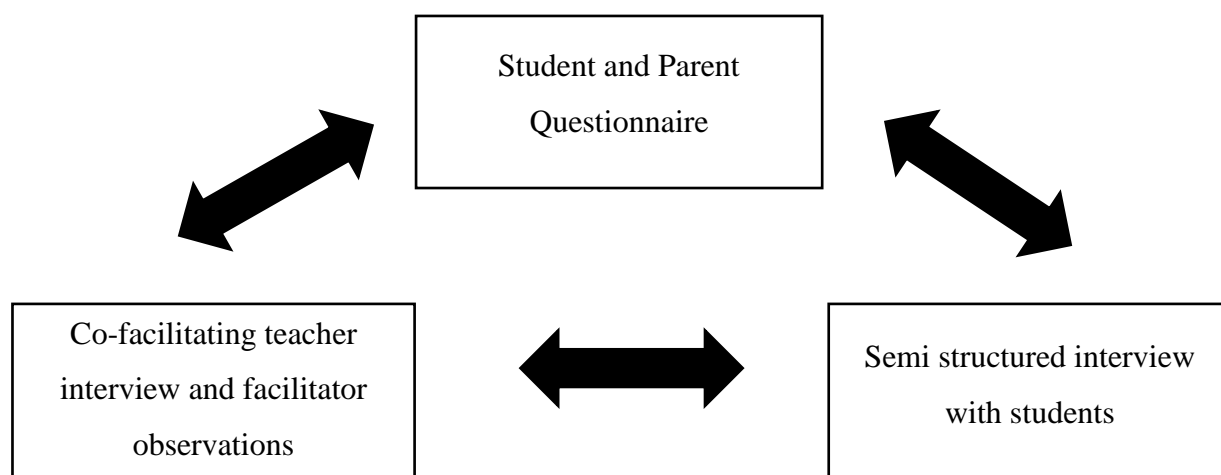 Student and Parent
Questionnaire
Co-facilitating teacher
interview and facilitator
observations
Semi structured interview
with students